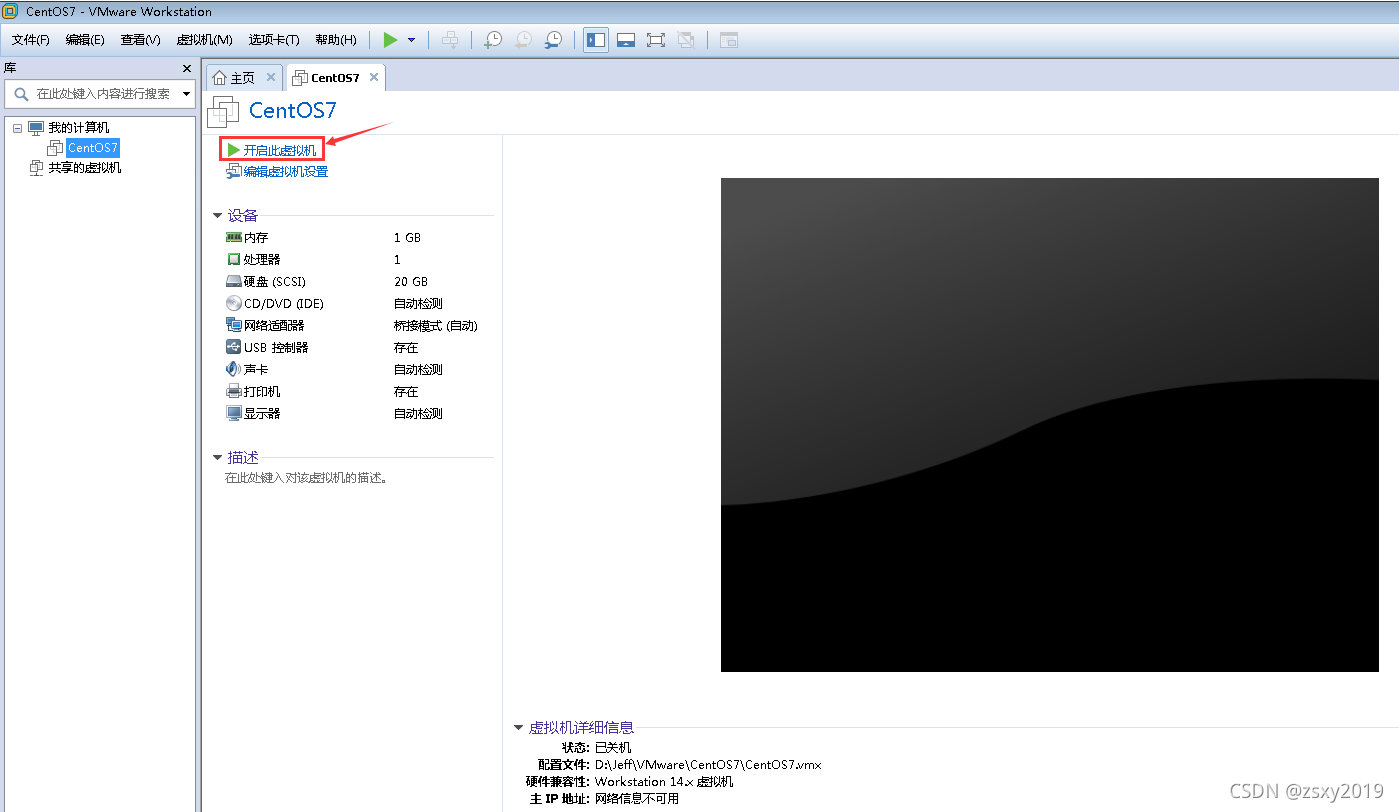 CentOS7 - VMware Workstation
文件(F) 编辑(E) 查看(V) 虚拟机(M) 选项卡(T) 帮助(H)
库
在此处键入内容进行搜索
我的计算机
CentOS7
共享的虚拟机
主页 CentOS7
CentOS7
开启此虚拟机
编辑虚拟机设置
设备
内存 1 GB
处理器 1
硬盘 (SCSI) 20 GB
CD/DVD (IDE) 自动检测
网络适配器 桥接模式 (自动)
USB 控制器 存在
声卡 自动检测
打印机 存在
显示器 自动检测
描述
在此处键入对该虚拟机的描述。
虚拟机详细信息
状态: 已关机
配置文件: D:\Jeff\VMware\CentOS7\CentOS7.vmx
硬件兼容性: Workstation 14.x 虚拟机
主 IP 地址: 网络信息不可用
CSDN @zsxy2019